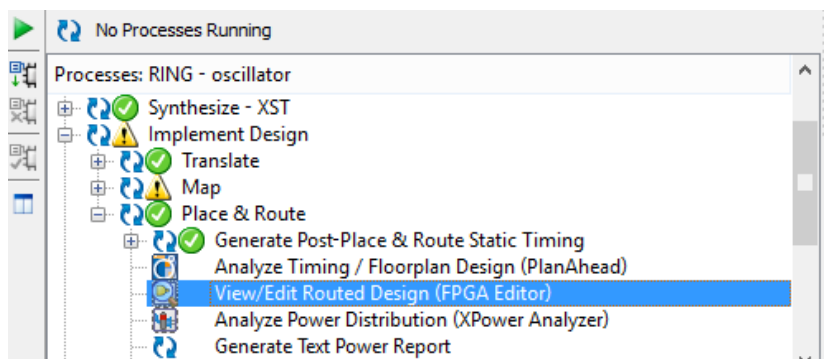 No Processes Running
Processes: RING - oscillator
Synthesize - XST
Implement Design
Translate
Map
Place & Route
Generate Post-Place & Route Static Timing
Analyze Timing / Floorplan Design (PlanAhead)
View/Edit Routed Design (FPGA Editor)
Analyze Power Distribution (XPower Analyzer)
Generate Text Power Report